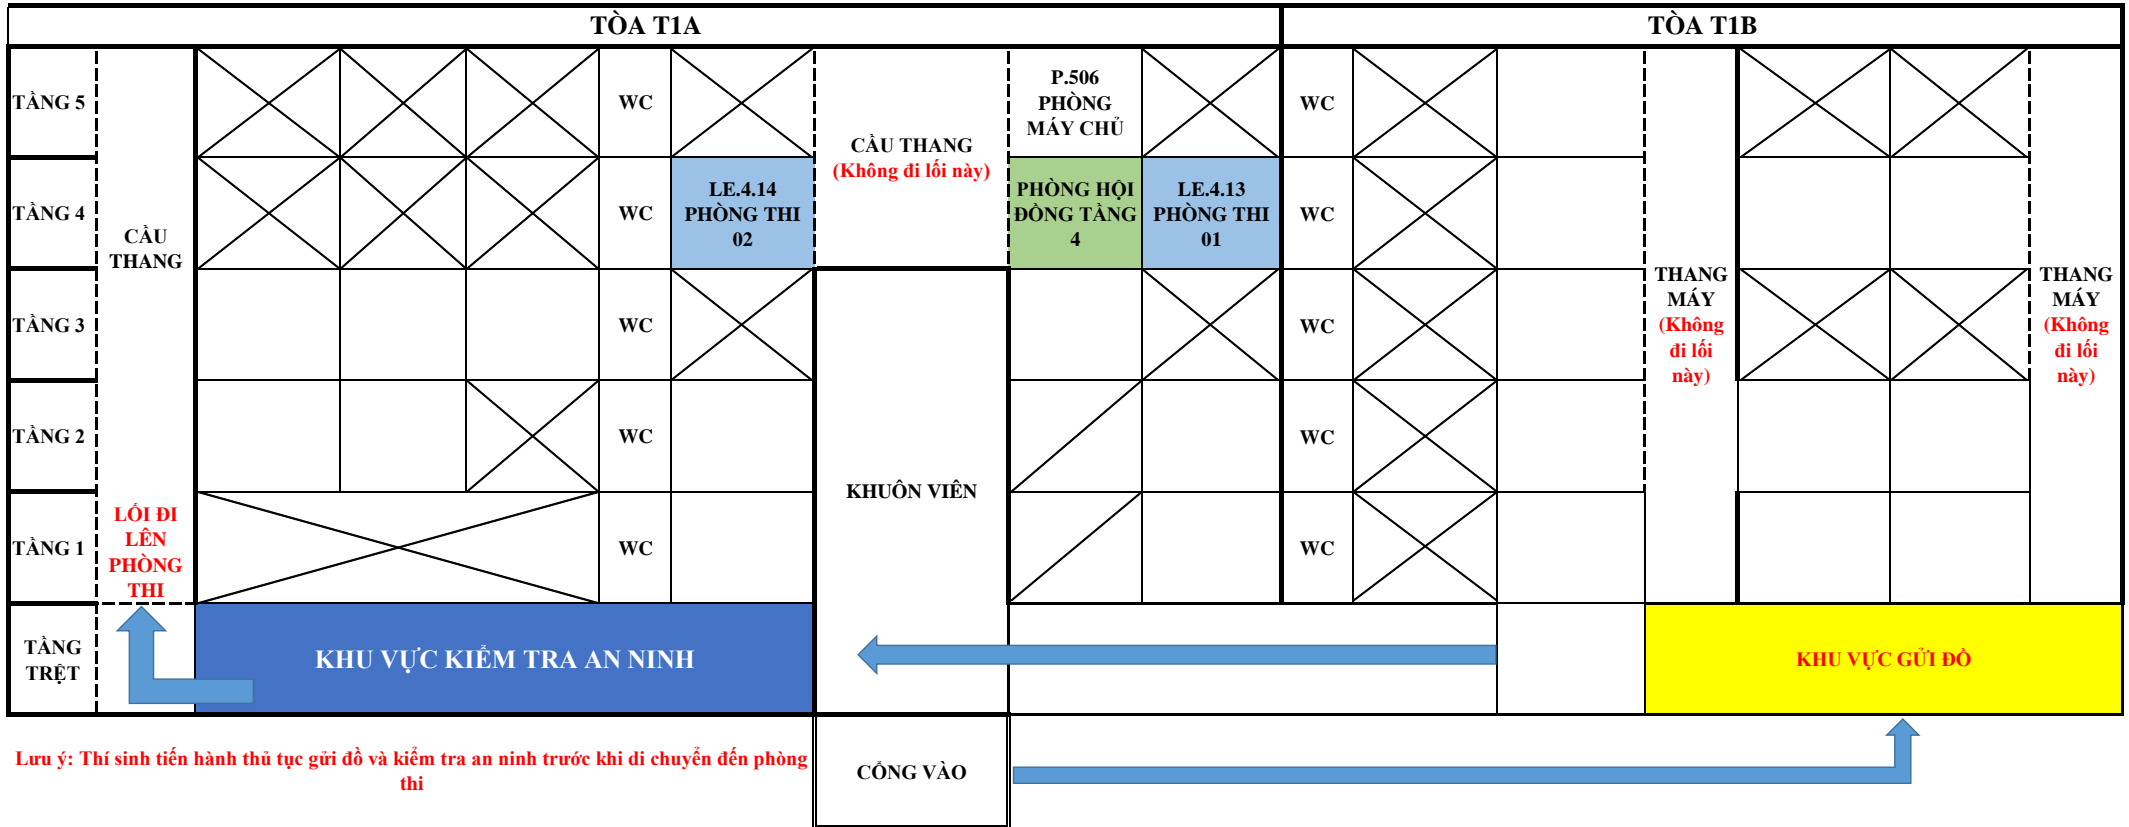 TÒA T1A
TÒA T1B
TẦNG 5
WC
P.506
PHÒNG
MÁY CHỦ
WC
CẦU THANG
(Không đi lối này)
TẦNG 4
WC
LE.4.14
PHÒNG THI
02
PHÒNG HỘI
ĐỒNG TẦNG
4
LE.4.13
PHÒNG THI
01
WC
CẦU
THANG
TẦNG 3
WC
WC
THANG
MÁY
(Không
đi lối
này)
THANG
MÁY
(Không
đi lối
này)
TẦNG 2
WC
WC
KHUÔN VIÊN
TẦNG 1
LỐI ĐI
LÊN
PHÒNG
THI
WC
WC
TẦNG
TRỆT
KHU VỰC KIỂM TRA AN NINH
KHU VỰC GỬI ĐỒ
Lưu ý: Thí sinh tiến hành thủ tục gửi đồ và kiểm tra an ninh trước khi di chuyển đến phòng
thi
CỔNG VÀO